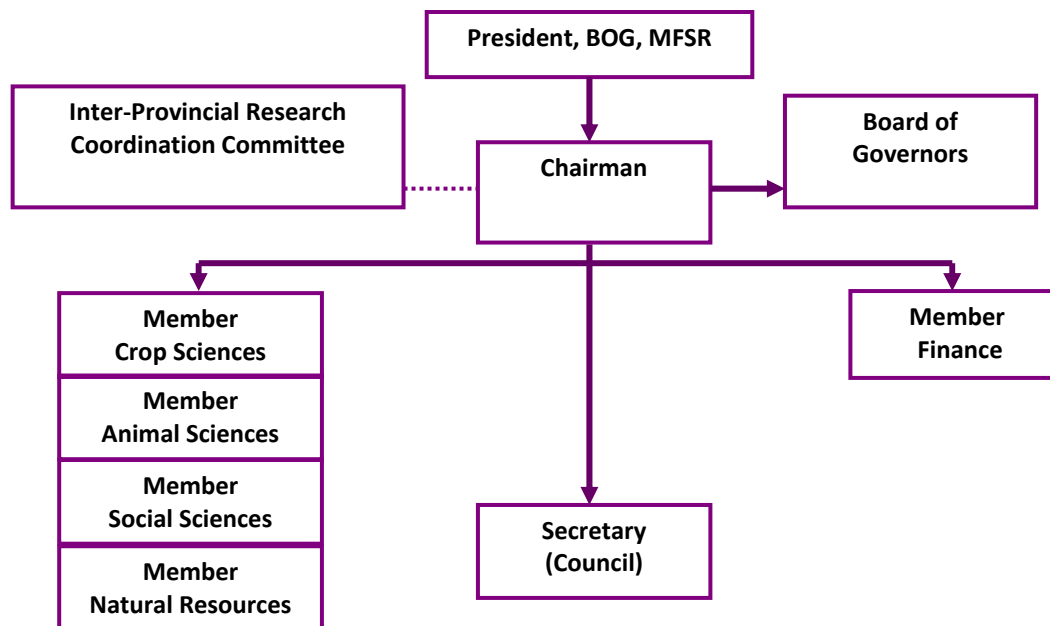 President, BOG, MFSR
Inter-Provincial Research
Coordination Committee
Chairman
Board of
Governors
Member
Crop Sciences
Member
Animal Sciences
Member
Social Sciences
Member
Natural Resources
Secretary
(Council)
Member
Finance